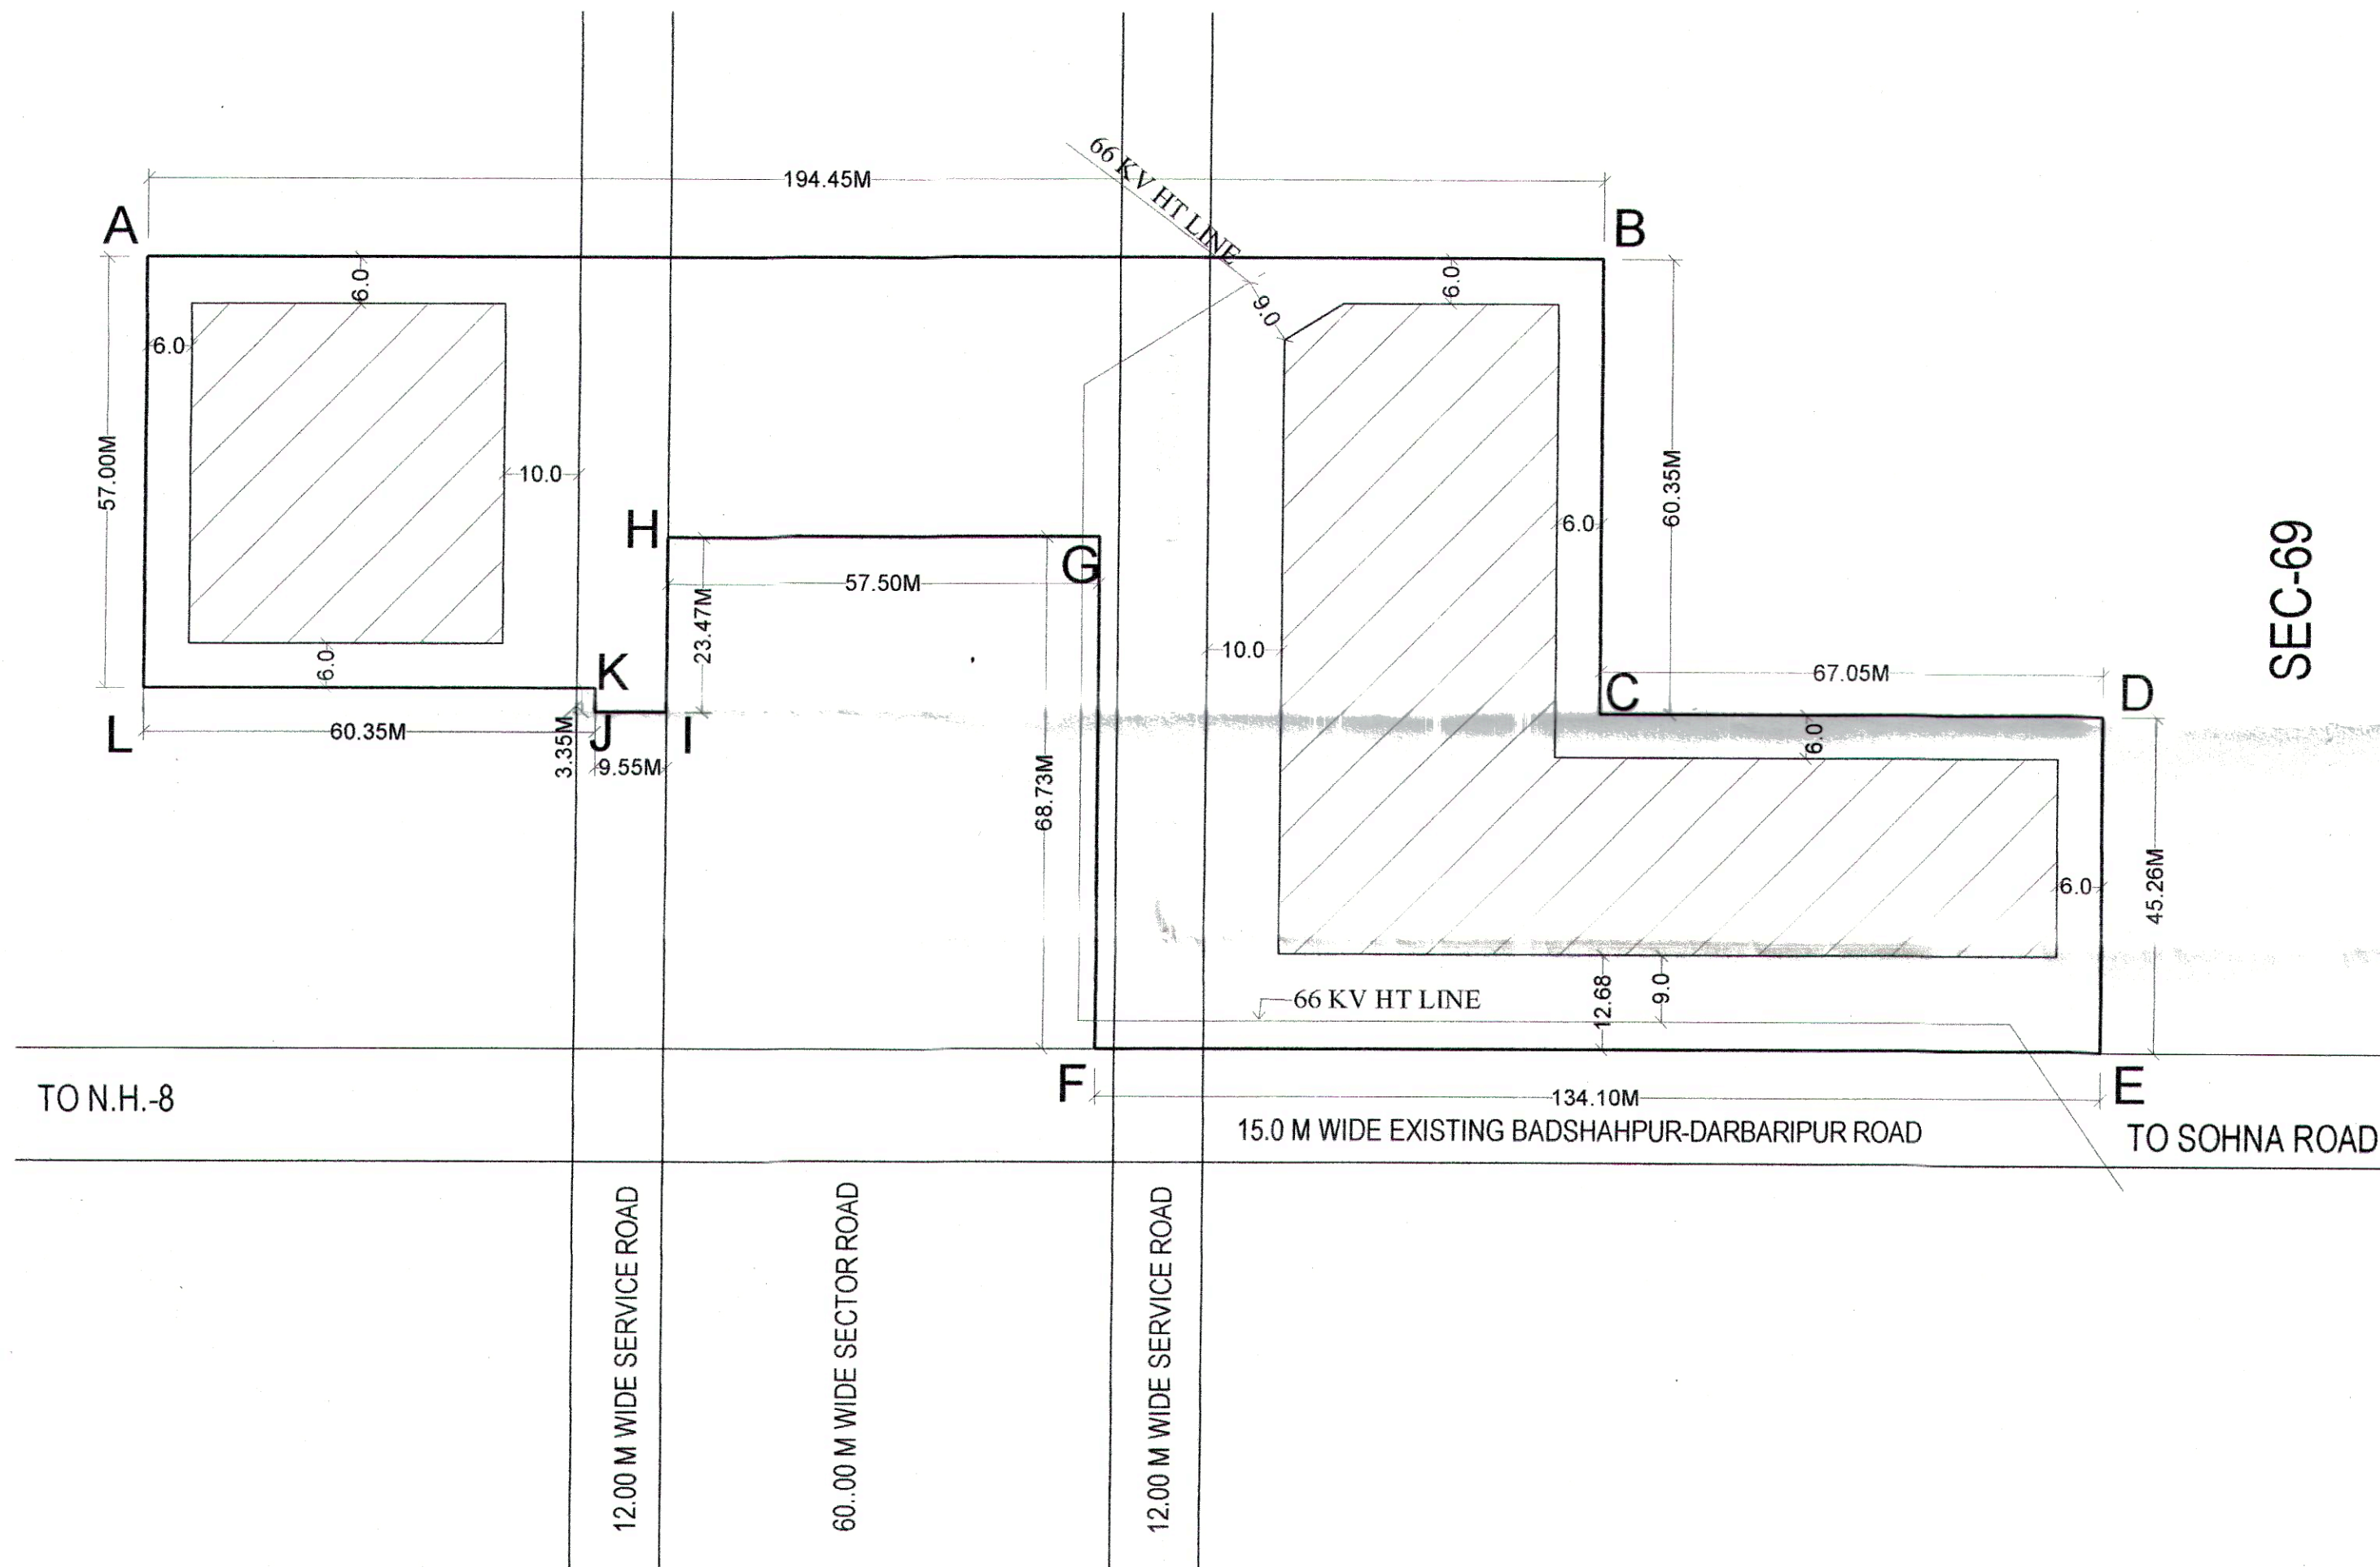 66 KV HT LINE
194.45M
A
B
6.0
6.0
9.0
6.0
57.00M
10.0
60.35M
H
G
57.50M
23.47M
6.0
SEC-69
10.0
6.0
K
67.05M
C
D
L
60.35M
3.35M
J
I
9.55M
6.0
68.73M
6.0
45.26M
66 KV HT LINE
12.68
9.0
F
134.10M
E
TO N.H.-8
15.0 M WIDE EXISTING BADSHAHPUR-DARBARIPUR ROAD
TO SOHNA ROAD
12.00 M WIDE SERVICE ROAD
60..00 M WIDE SECTOR ROAD
12.00 M WIDE SERVICE ROAD